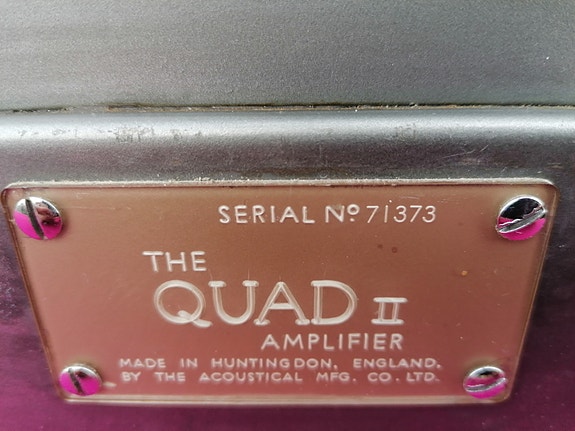 SERIAL Nº 71373
THE
QUAD II
AMPLIFIER
MADE IN HUNTINGDON, ENGLAND.
BY THE ACOUSTICAL MFG. CO. LTD.